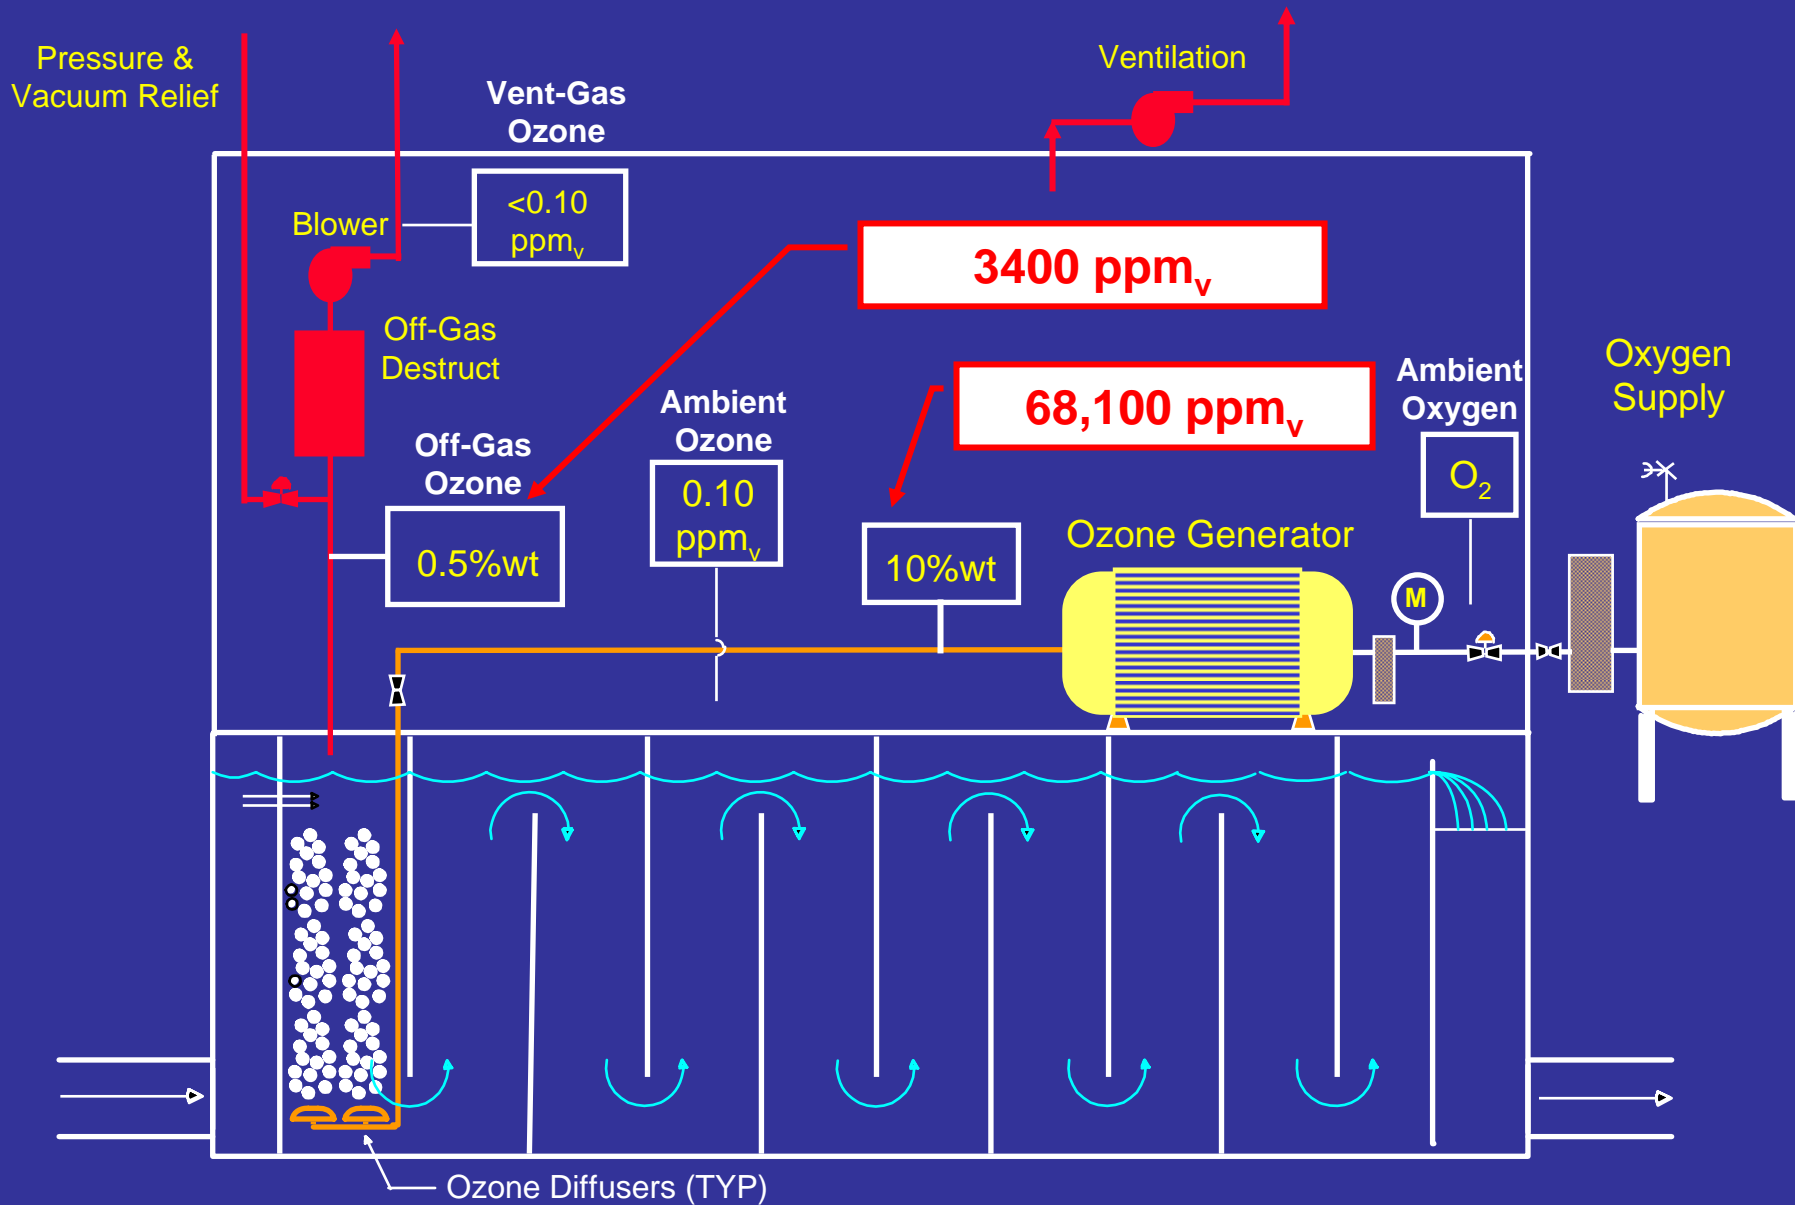 Pressure &
Vacuum Relief
Vent-Gas
Ozone
<0.10
ppmv
Blower
Ventilation
3400 ppmv
Off-Gas
Destruct
68,100 ppmv
Ambient
Oxygen
O2
Oxygen
Supply
Ambient
Ozone
0.10
ppmv
Off-Gas
Ozone
0.5%wt
10%wt
Ozone Generator
M
Ozone Diffusers (TYP)